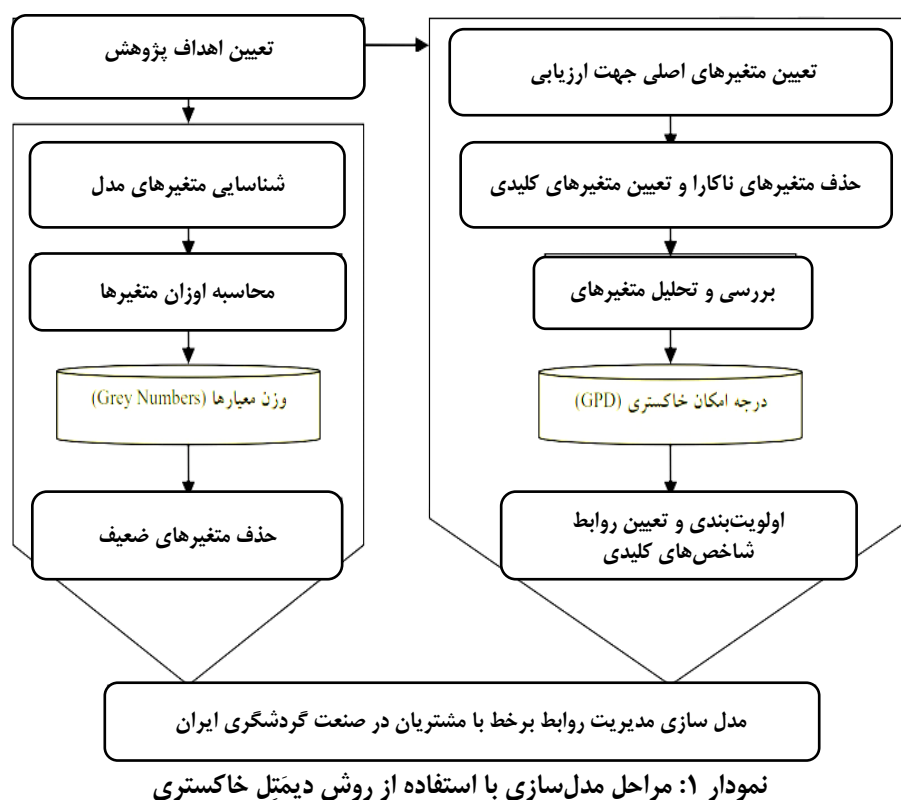 تعیین اهداف پژوهش
شناسایی متغیرهای مدل
محاسبه اوزان متغیرها
وزن معیارها (Grey Numbers)
حذف متغیرهای ضعیف
تعیین متغیرهای اصلی جهت ارزیابی
حذف متغیرهای ناکارا و تعیین متغیرهای کلیدی
بررسی و تحلیل متغیرهای
درجه امکان خاکستری (GPD)
اولویت‌بندی و تعیین روابط
شاخص‌های کلیدی
مدل سازی مدیریت روابط برخط با مشتریان در صنعت گردشگری ایران
نمودار ۱: مراحل مدل‌سازی با استفاده از روش دیمَتِل خاکستری